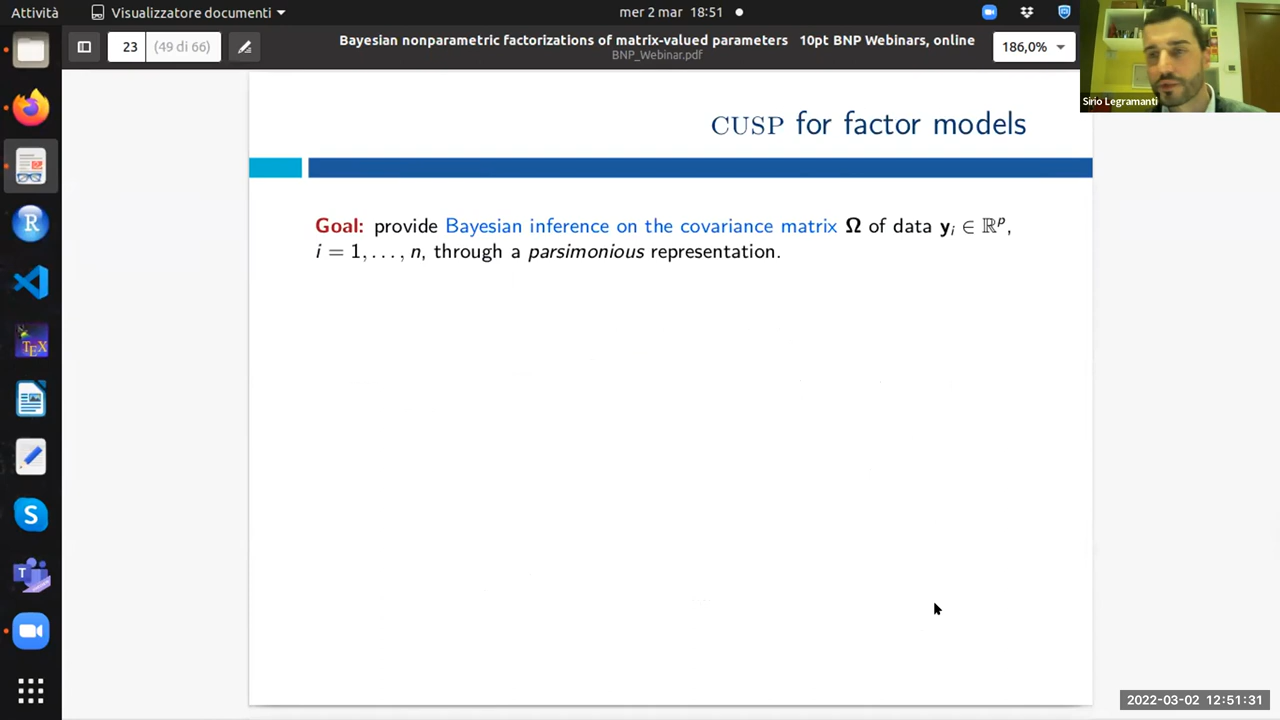 Attività
Visualizzatore documenti
mer 2 mar 18:51
23
(49 di 66)
Bayesian nonparametric factorizations of matrix-valued parameters 10pt BNP Webinars, online
BNP_Webinar.pdf
186,0%
Sirio Legramanti
CUSP for factor models
Goal: provide Bayesian inference on the covariance matrix Ω of data yᵢ ∈ ℝᵖ,
i = 1, . . . , n, through a parsimonious representation.
R
TEX
S
2022-03-02 12:51:31